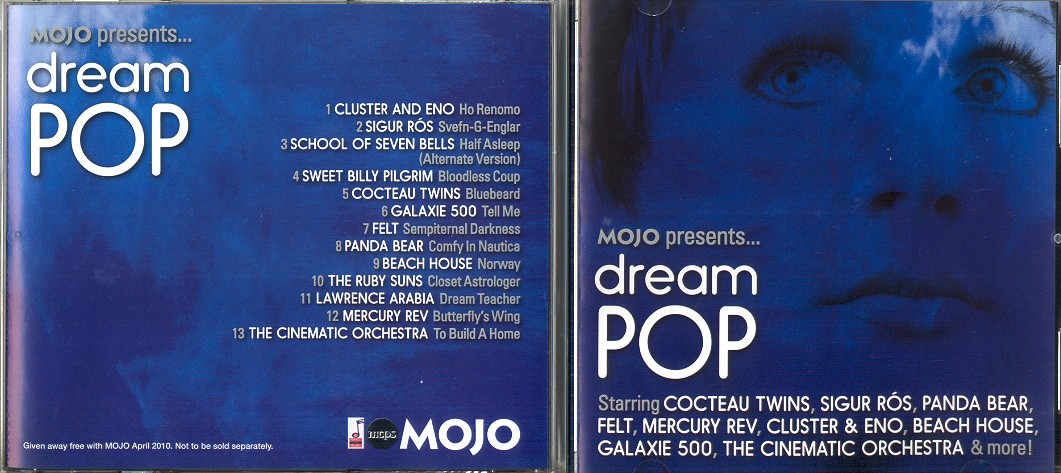 MOJO presents...
dream
POP
1 CLUSTER AND ENO Ho Renomo
2 SIGUR RÓS Svefn-G-Englar
3 SCHOOL OF SEVEN BELLS Half Asleep
(Alternate Version)
4 SWEET BILLY PILGRIM Bloodless Coup
5 COCTEAU TWINS Bluebeard
6 GALAXIE 500 Tell Me
7 FELT Sempiternal Darkness
8 PANDA BEAR Comfy In Nautica
9 BEACH HOUSE Norway
10 THE RUBY SUNS Closet Astrologer
11 LAWRENCE ARABIA Dream Teacher
12 MERCURY REV Butterfly's Wing
13 THE CINEMATIC ORCHESTRA To Build A Home
Given away free with MOJO April 2010. Not to be sold separately.
mcps
MOJO
MOJO presents...
dream
POP
Starring COCTEAU TWINS, SIGUR RÓS, PANDA BEAR,
FELT, MERCURY REV, CLUSTER & ENO, BEACH HOUSE,
GALAXIE 500, THE CINEMATIC ORCHESTRA & more!